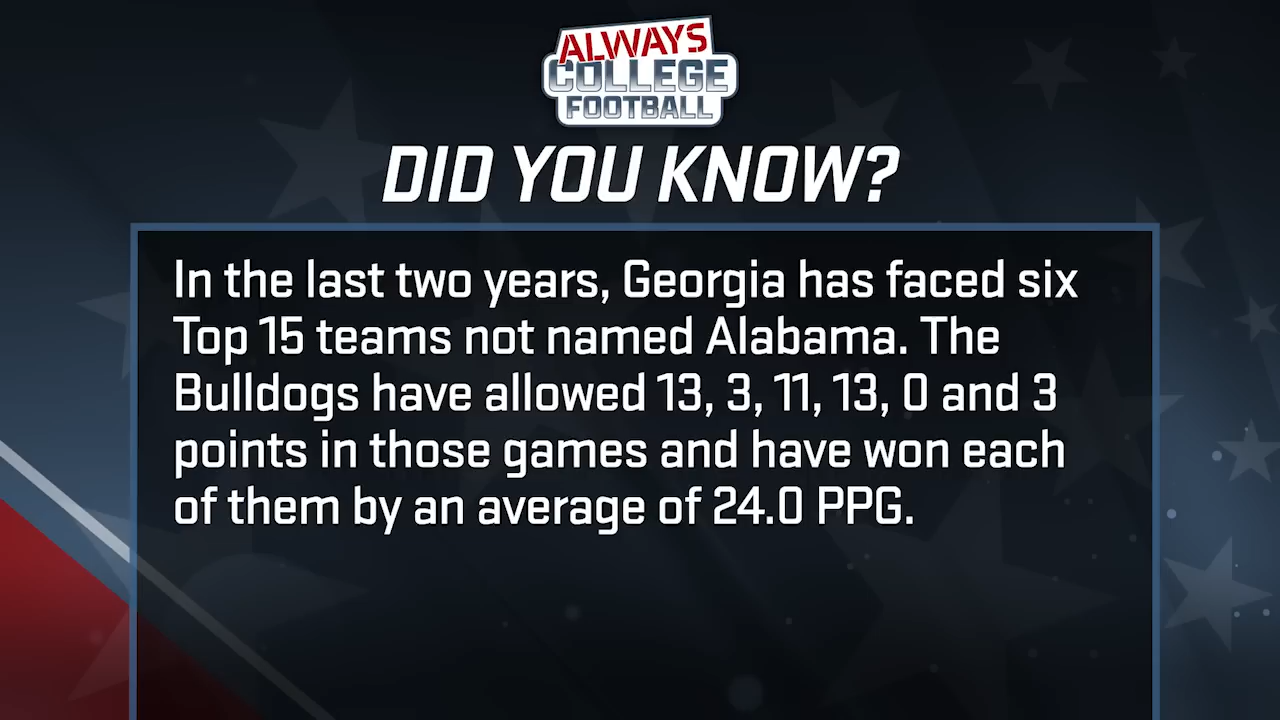 ALWAYS
COLLEGE
FOOTBALL
DID YOU KNOW?
In the last two years, Georgia has faced six
Top 15 teams not named Alabama. The
Bulldogs have allowed 13, 3, 11, 13, 0 and 3
points in those games and have won each
of them by an average of 24.0 PPG.